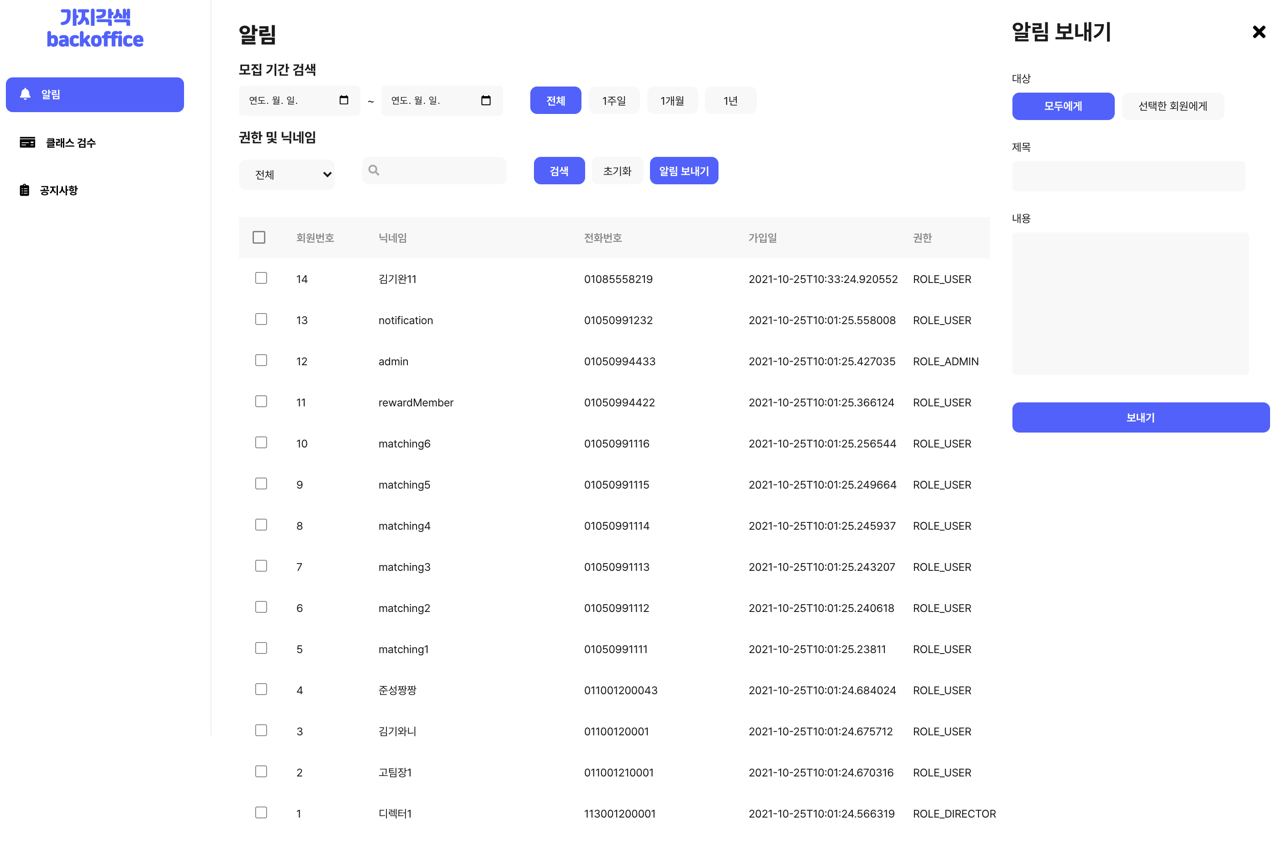 가지각색
backoffice
알림
클래스 검수
공지사항
알림
모집 기간 검색
연도. 월. 일. ~ 연도. 월. 일. 전체 1주일 1개월 1년
권한 및 닉네임
전체 검색 초기화 알림 보내기
회원번호 닉네임 전화번호 가입일 권한
14 김기완11 01085558219 2021-10-25T10:33:24.920552 ROLE_USER
13 notification 01050991232 2021-10-25T10:01:25.558008 ROLE_USER
12 admin 01050994433 2021-10-25T10:01:25.427035 ROLE_ADMIN
11 rewardMember 01050994422 2021-10-25T10:01:25.366124 ROLE_USER
10 matching6 01050991116 2021-10-25T10:01:25.256544 ROLE_USER
9 matching5 01050991115 2021-10-25T10:01:25.249664 ROLE_USER
8 matching4 01050991114 2021-10-25T10:01:25.245937 ROLE_USER
7 matching3 01050991113 2021-10-25T10:01:25.243207 ROLE_USER
6 matching2 01050991112 2021-10-25T10:01:25.240618 ROLE_USER
5 matching1 01050991111 2021-10-25T10:01:25.23811 ROLE_USER
4 준성짱짱 011001200043 2021-10-25T10:01:24.684024 ROLE_USER
3 김기와니 01100120001 2021-10-25T10:01:24.675712 ROLE_USER
2 고팀장1 011001210001 2021-10-25T10:01:24.670316 ROLE_USER
1 디렉터1 113001200001 2021-10-25T10:01:24.566319 ROLE_DIRECTOR
알림 보내기
대상
모두에게 선택한 회원에게
제목
내용
보내기